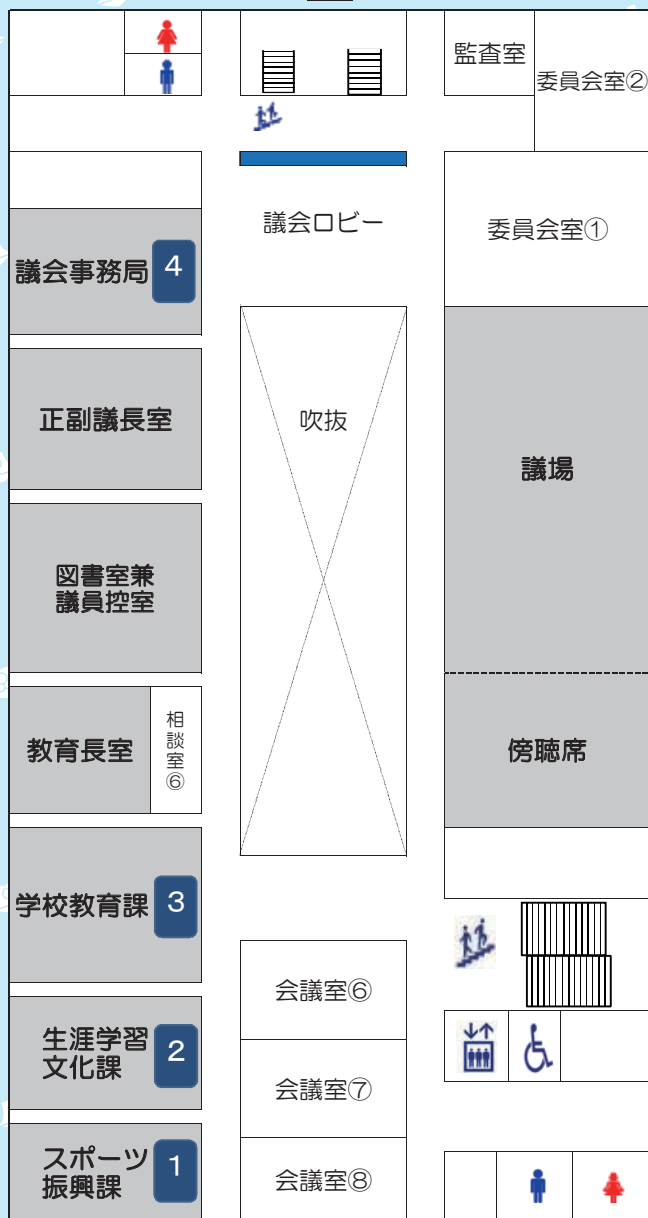 監査室
委員会室②
議会ロビー
委員会室①
議会事務局 4
正副議長室
吹抜
議場
図書室兼
議員控室
教育長室
相談室⑥
傍聴席
学校教育課 3
会議室⑥
生涯学習
文化課
2
会議室⑦
スポーツ
振興課
1
会議室⑧